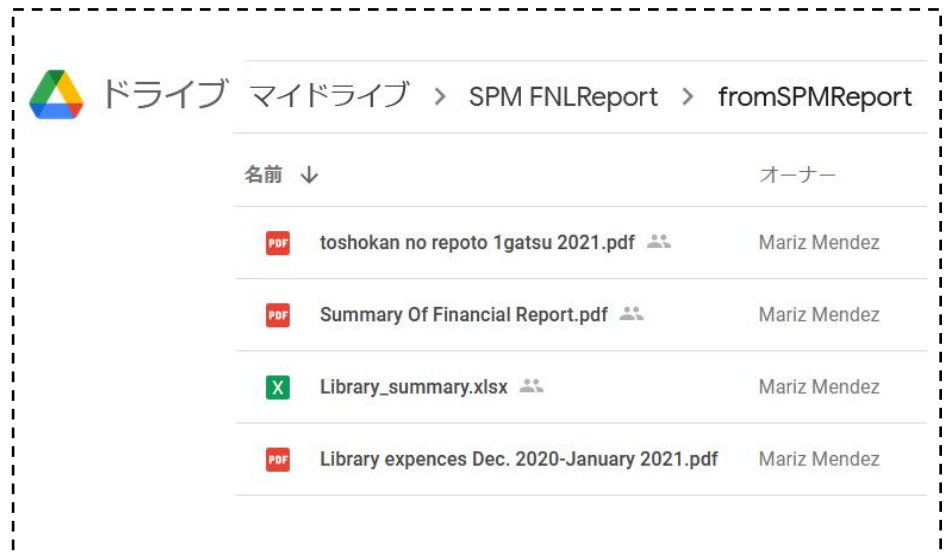 ドライブ マイドライブ > SPM FNLReport > fromSPMReport
名前 ↓ オーナー
PDF toshokan no repoto 1gatsu 2021.pdf Mariz Mendez
PDF Summary Of Financial Report.pdf Mariz Mendez
X Library_summary.xlsx Mariz Mendez
PDF Library expences Dec. 2020-January 2021.pdf Mariz Mendez